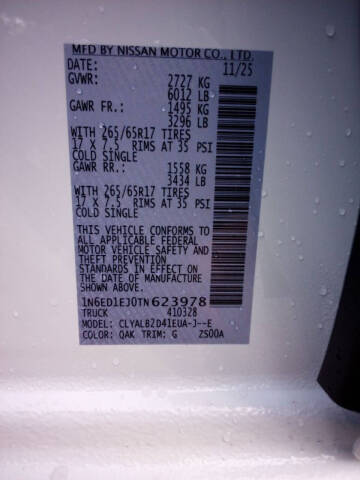 MFD BY NISSAN MOTOR CO., LTD.
DATE: 11/25
GVWR: 2727 KG
6012 LB
GAWR FR.: 1495 KG
3296 LB
WITH 265/65R17 TIRES
17 X 7.5 RIMS AT 35 PSI
COLD SINGLE
GAWR RR.: 1558 KG
3434 LB
WITH 265/65R17 TIRES
17 X 7.5 RIMS AT 35 PSI
COLD SINGLE
THIS VEHICLE CONFORMS TO
ALL APPLICABLE FEDERAL
MOTOR VEHICLE SAFETY AND
THEFT PREVENTION
STANDARDS IN EFFECT ON
THE DATE OF MANUFACTURE
SHOWN ABOVE.
1N6ED1EJ0TN623978
TRUCK 410328
MODEL: CLYALB2D41EUA-J--E
COLOR: QAK TRIM: G 2S00A